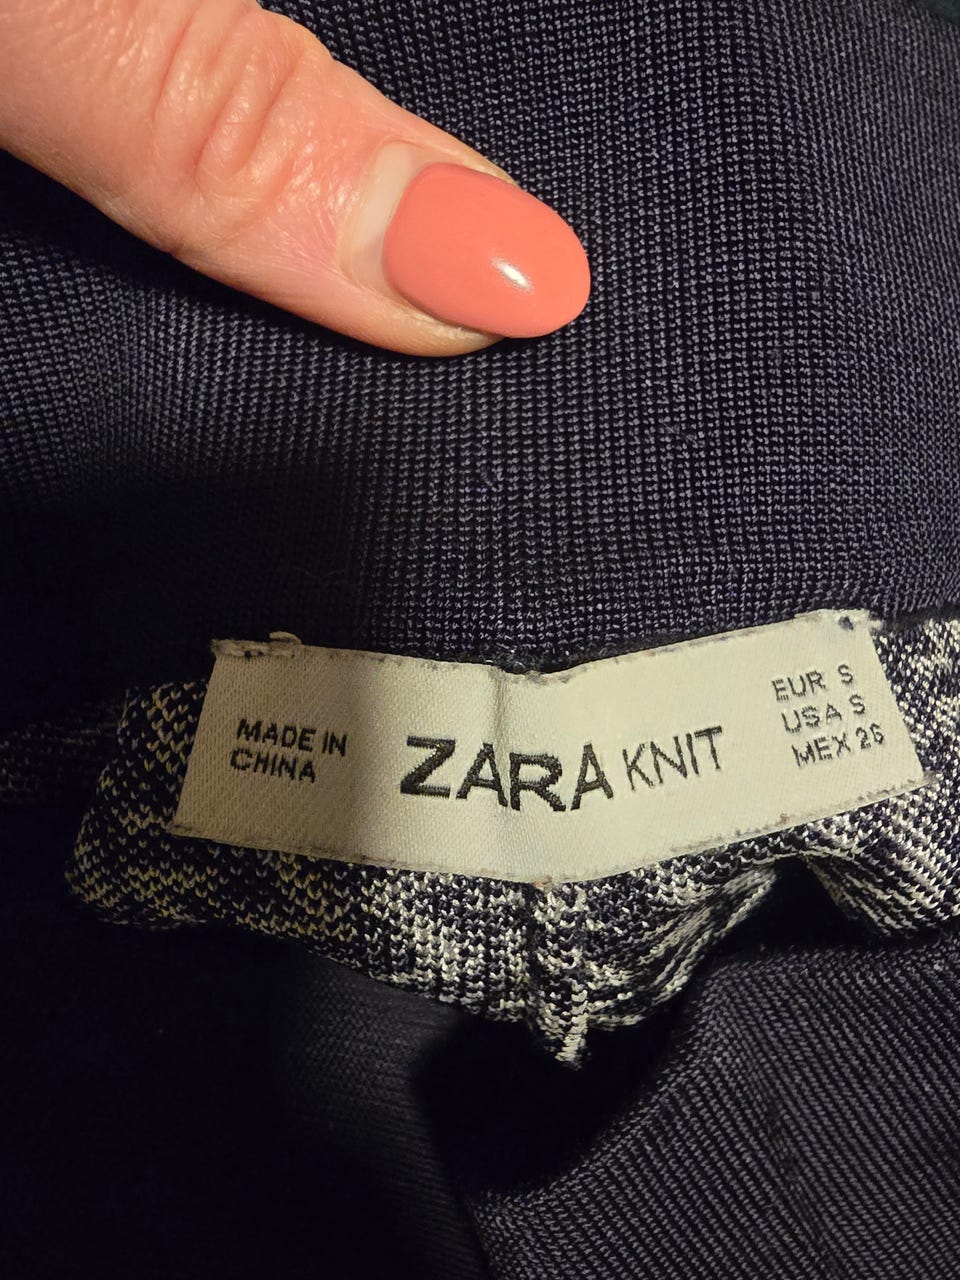 MADE IN
CHINA
ZARA KNIT
EUR S
USA S
MEX 26